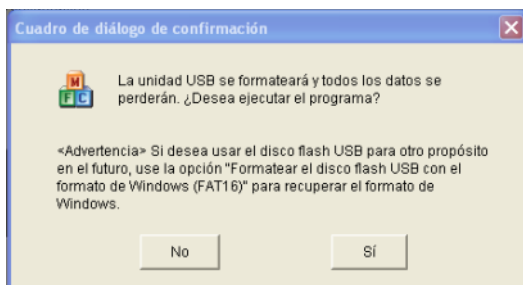 Cuadro de diálogo de confirmación
La unidad USB se formateará y todos los datos se
perderán. ¿Desea ejecutar el programa?
M
F C
<Advertencia> Si desea usar el disco flash USB para otro propósito
en el futuro, use la opción "Formatear el disco flash USB con el
formato de Windows (FAT16)" para recuperar el formato de
Windows.
No Sí